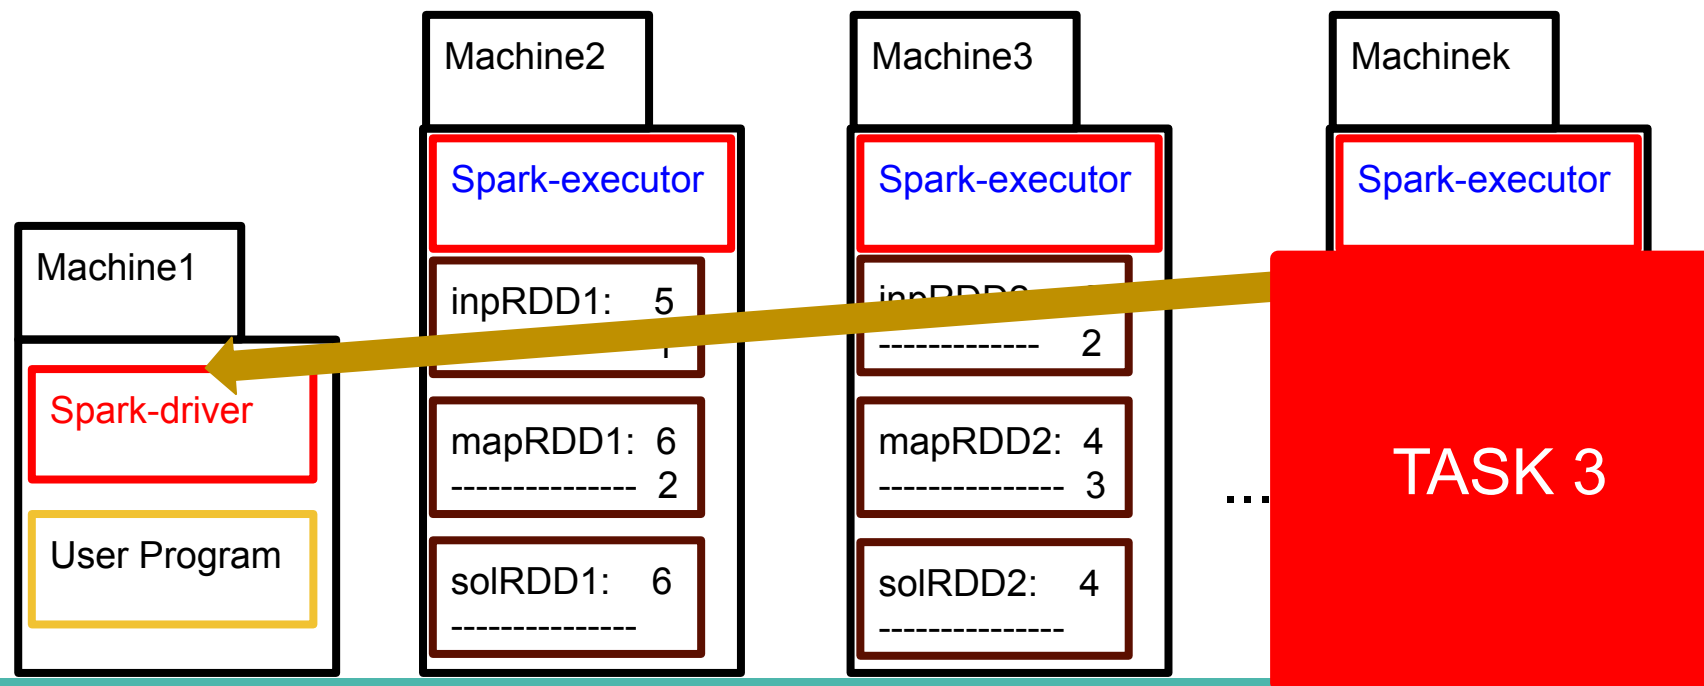 Machine1
Spark-driver
User Program
Machine2
Spark-executor
inpRDD1: 5
mapRDD1: 6
--------------- 2
solRDD1: 6
---------------
Machine3
Spark-executor
------------- 2
mapRDD2: 4
--------------- 3
solRDD2: 4
---------------
....
Machinek
Spark-executor
TASK 3